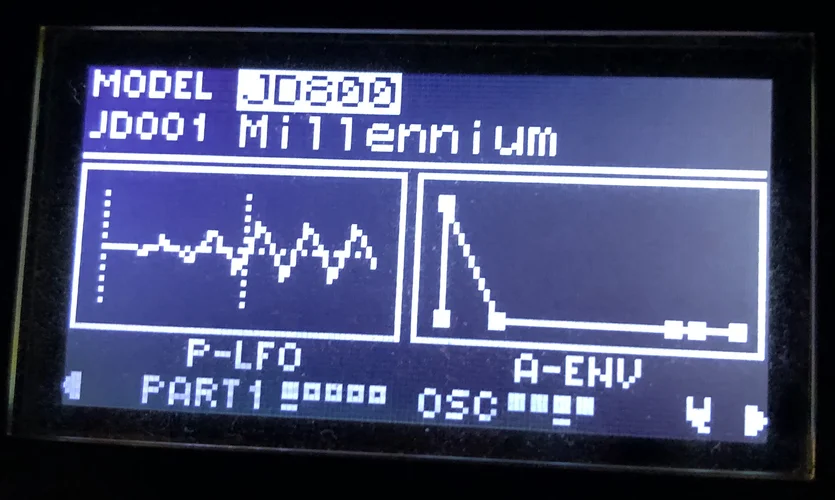 MODEL JD800
JD001 Millennium
P-LFO
A-ENV
PART1
OSC